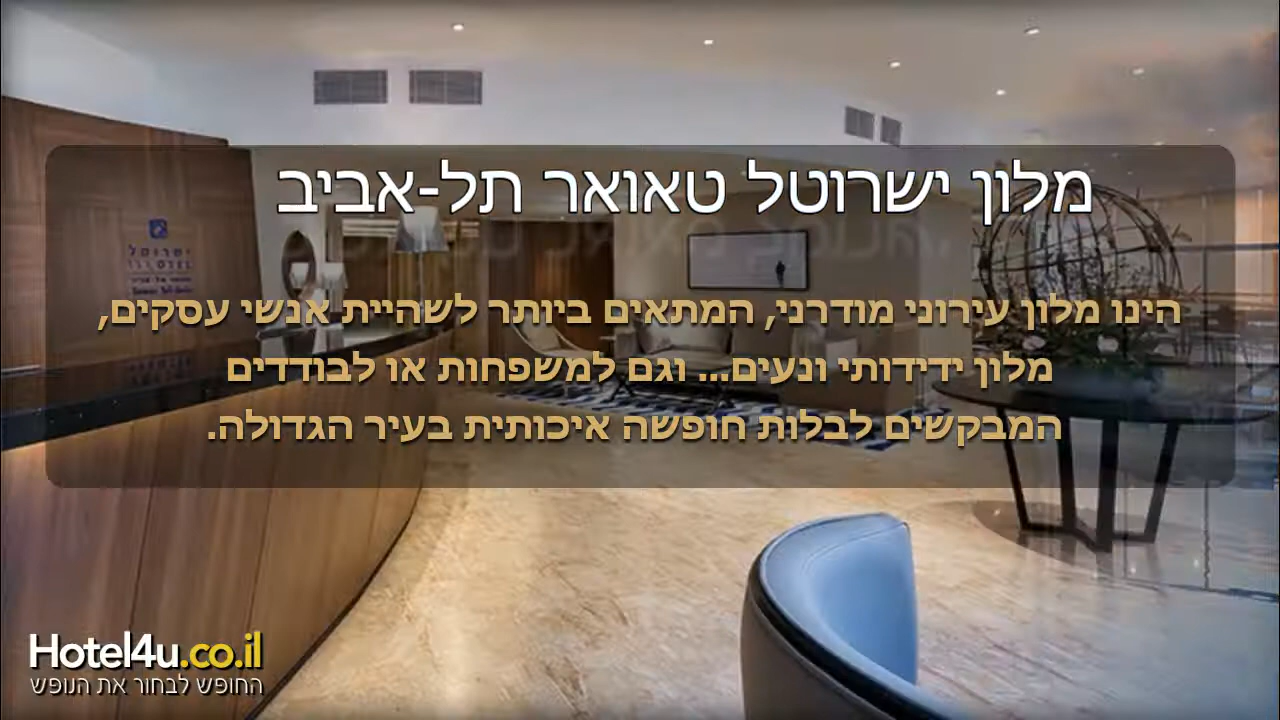 מלון ישרוטל טאואר תל-אביב
הינו מלון עירוני מודרני, המתאים ביותר לשהיית אנשי עסקים,
מלון ידידותי ונעים... וגם למשפחות או לבודדים
המבקשים לבלות חופשה איכותית בעיר הגדולה.
ישרוטל
Hotel4u.co.il
החופש לבחור את הנופש